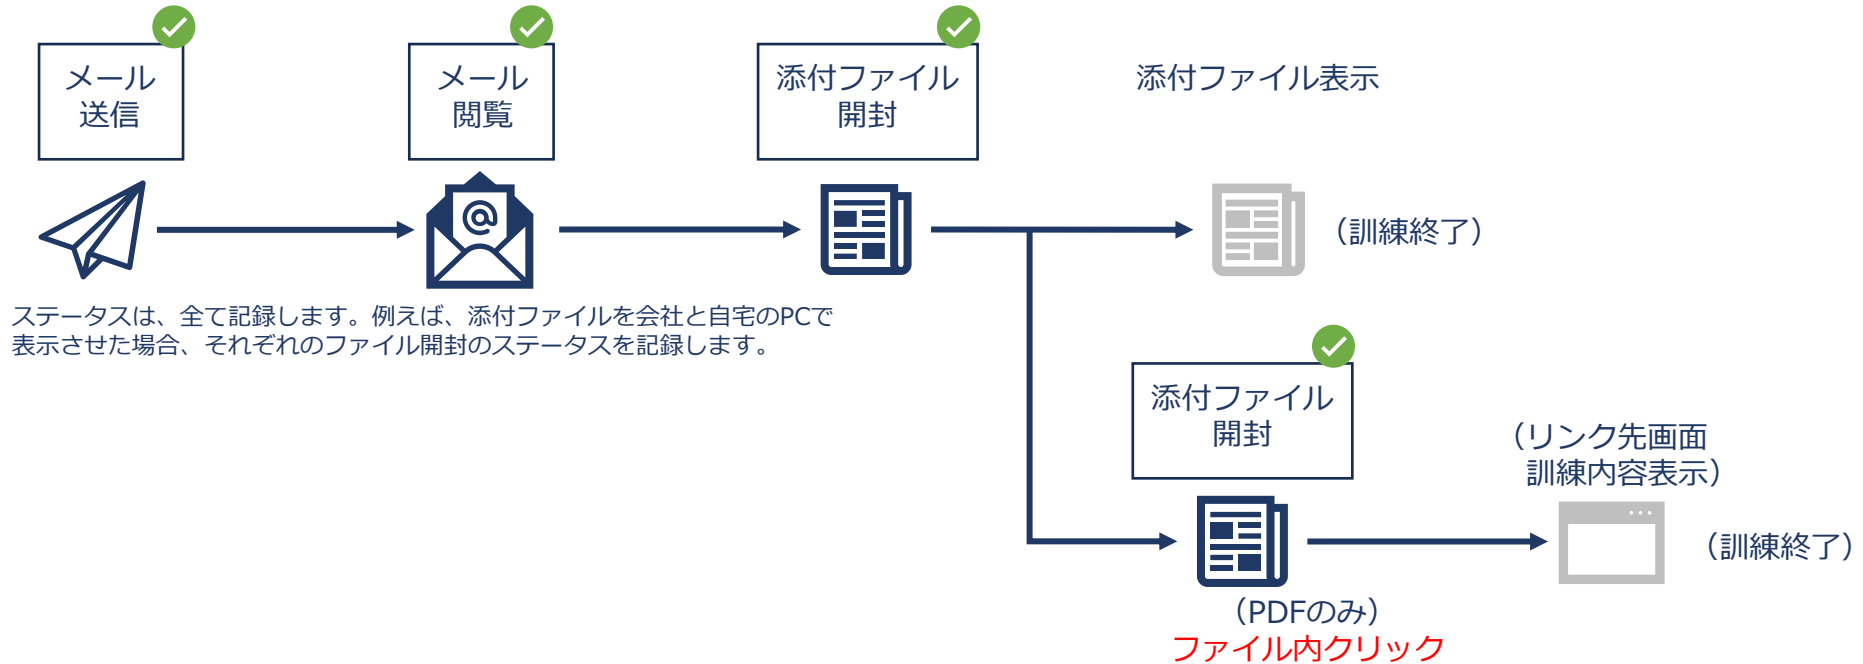 メール
送信
メール
閲覧
添付ファイル
開封
添付ファイル表示
（訓練終了）
ステータスは、全て記録します。例えば、添付ファイルを会社と自宅のPCで
表示させた場合、それぞれのファイル開封のステータスを記録します。
添付ファイル
開封
（リンク先画面
訓練内容表示）
（訓練終了）
（PDFのみ）
ファイル内クリック